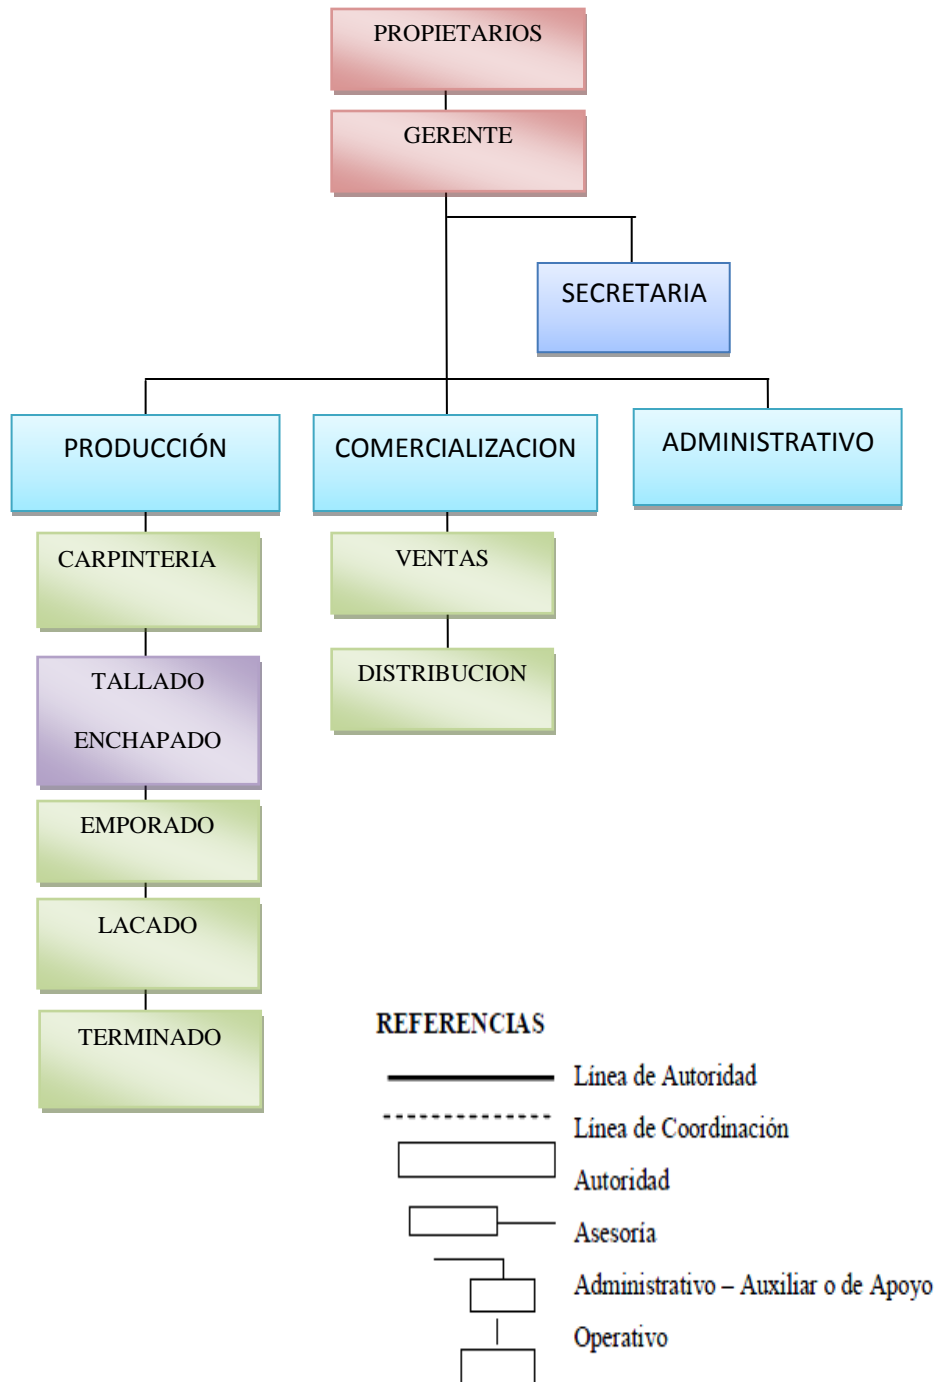 PROPIETARIOS
GERENTE
SECRETARIA
PRODUCCIÓN
COMERCIALIZACION
ADMINISTRATIVO
CARPINTERIA
VENTAS
TALLADO
ENCHAPADO
DISTRIBUCION
EMPORADO
LACADO
TERMINADO
REFERENCIAS
Línea de Autoridad
Línea de Coordinación
Autoridad
Asesoría
Administrativo – Auxiliar o de Apoyo
Operativo